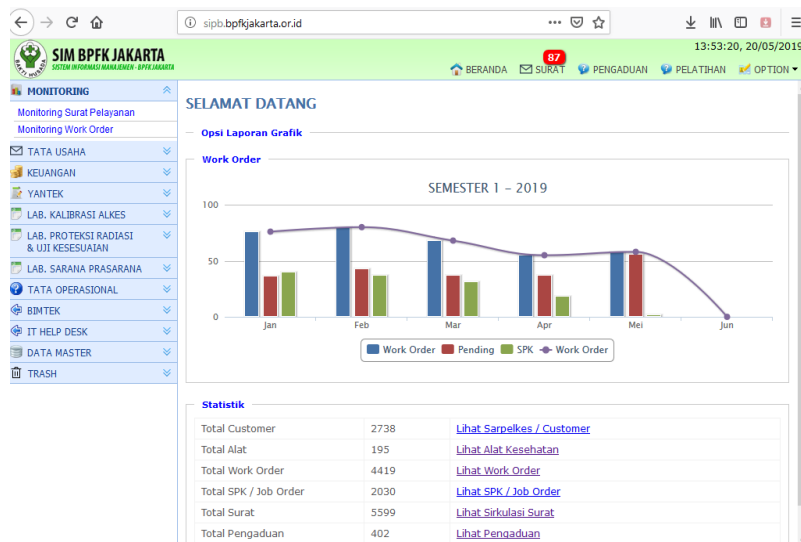 sipb.bpfkjakarta.or.id
13:53:20, 20/05/2019
SIM BPFK JAKARTA
SISTEM INFORMASI MANAJEMEN - BPFK JAKARTA
BAKTI HUSADA
87
BERANDA SURAT PENGADUAN PELATIHAN OPTION
MONITORING
Monitoring Surat Pelayanan
Monitoring Work Order
TATA USAHA
KEUANGAN
YANTEK
LAB. KALIBRASI ALKES
LAB. PROTEKSI RADIASI
& UJI KESESUAIAN
LAB. SARANA PRASARANA
TATA OPERASIONAL
BIMTEK
IT HELP DESK
DATA MASTER
TRASH
SELAMAT DATANG
Opsi Laporan Grafik
Work Order
SEMESTER 1 - 2019
100
50
0
Jan Feb Mar Apr Mei Jun
Work Order Pending SPK Work Order
Statistik
Total Customer 2738 Lihat Sarpelkes / Customer
Total Alat 195 Lihat Alat Kesehatan
Total Work Order 4419 Lihat Work Order
Total SPK / Job Order 2030 Lihat SPK / Job Order
Total Surat 5599 Lihat Sirkulasi Surat
Total Pengaduan 402 Lihat Pengaduan